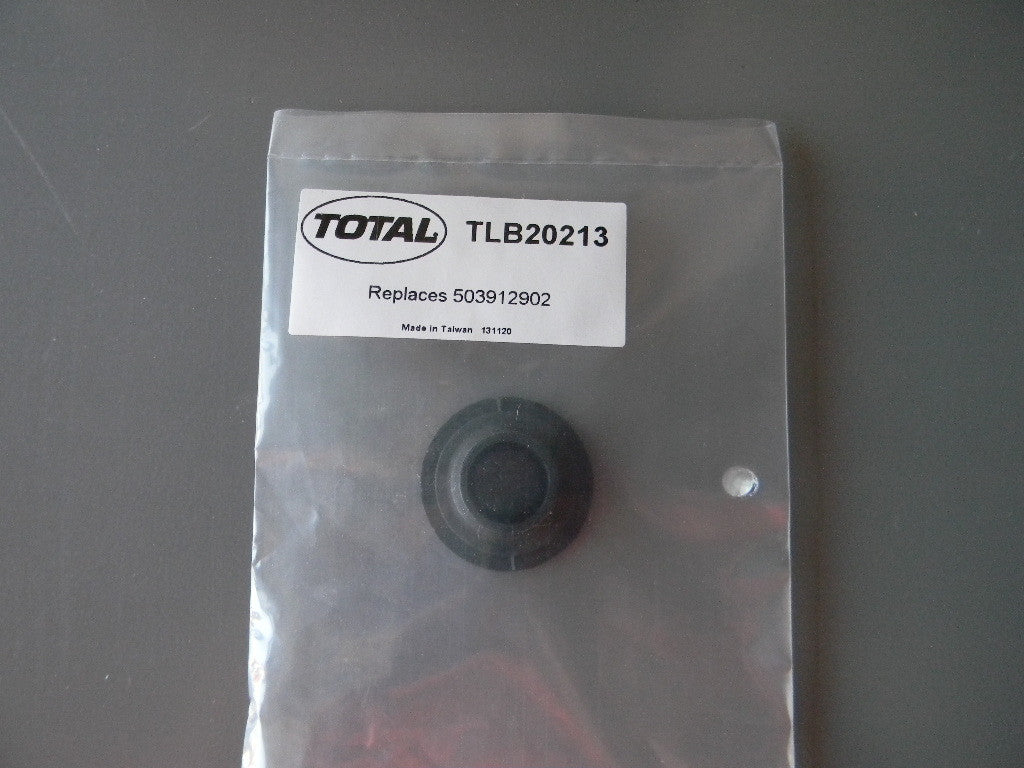 TOTAL TLB20213
Replaces 503912902
Made in Taiwan 131120